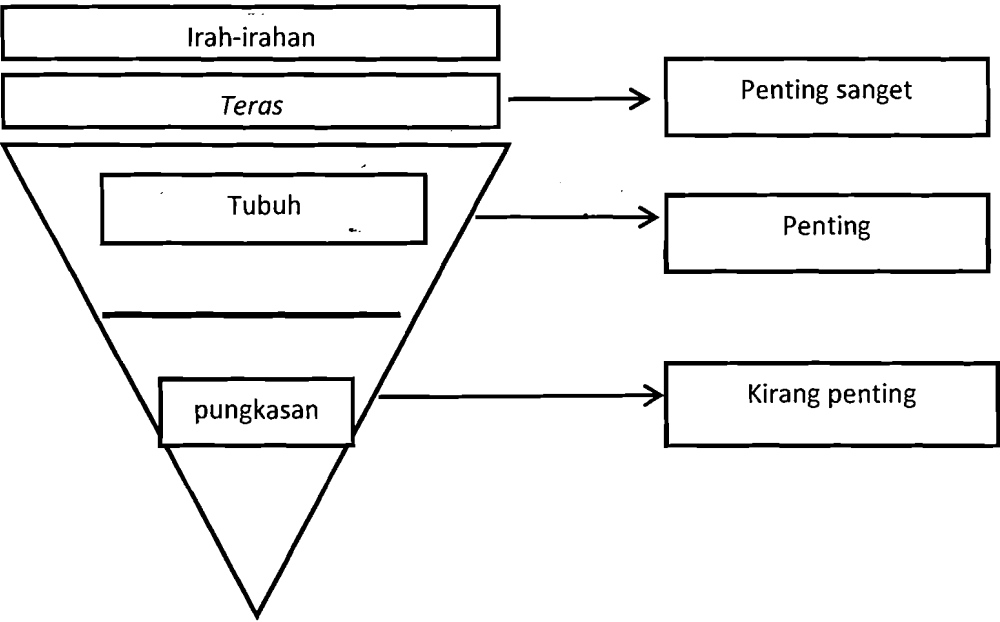 Irah-irahan
Teras
Penting sanget
Tubuh
Penting
pungkasan
Kirang penting